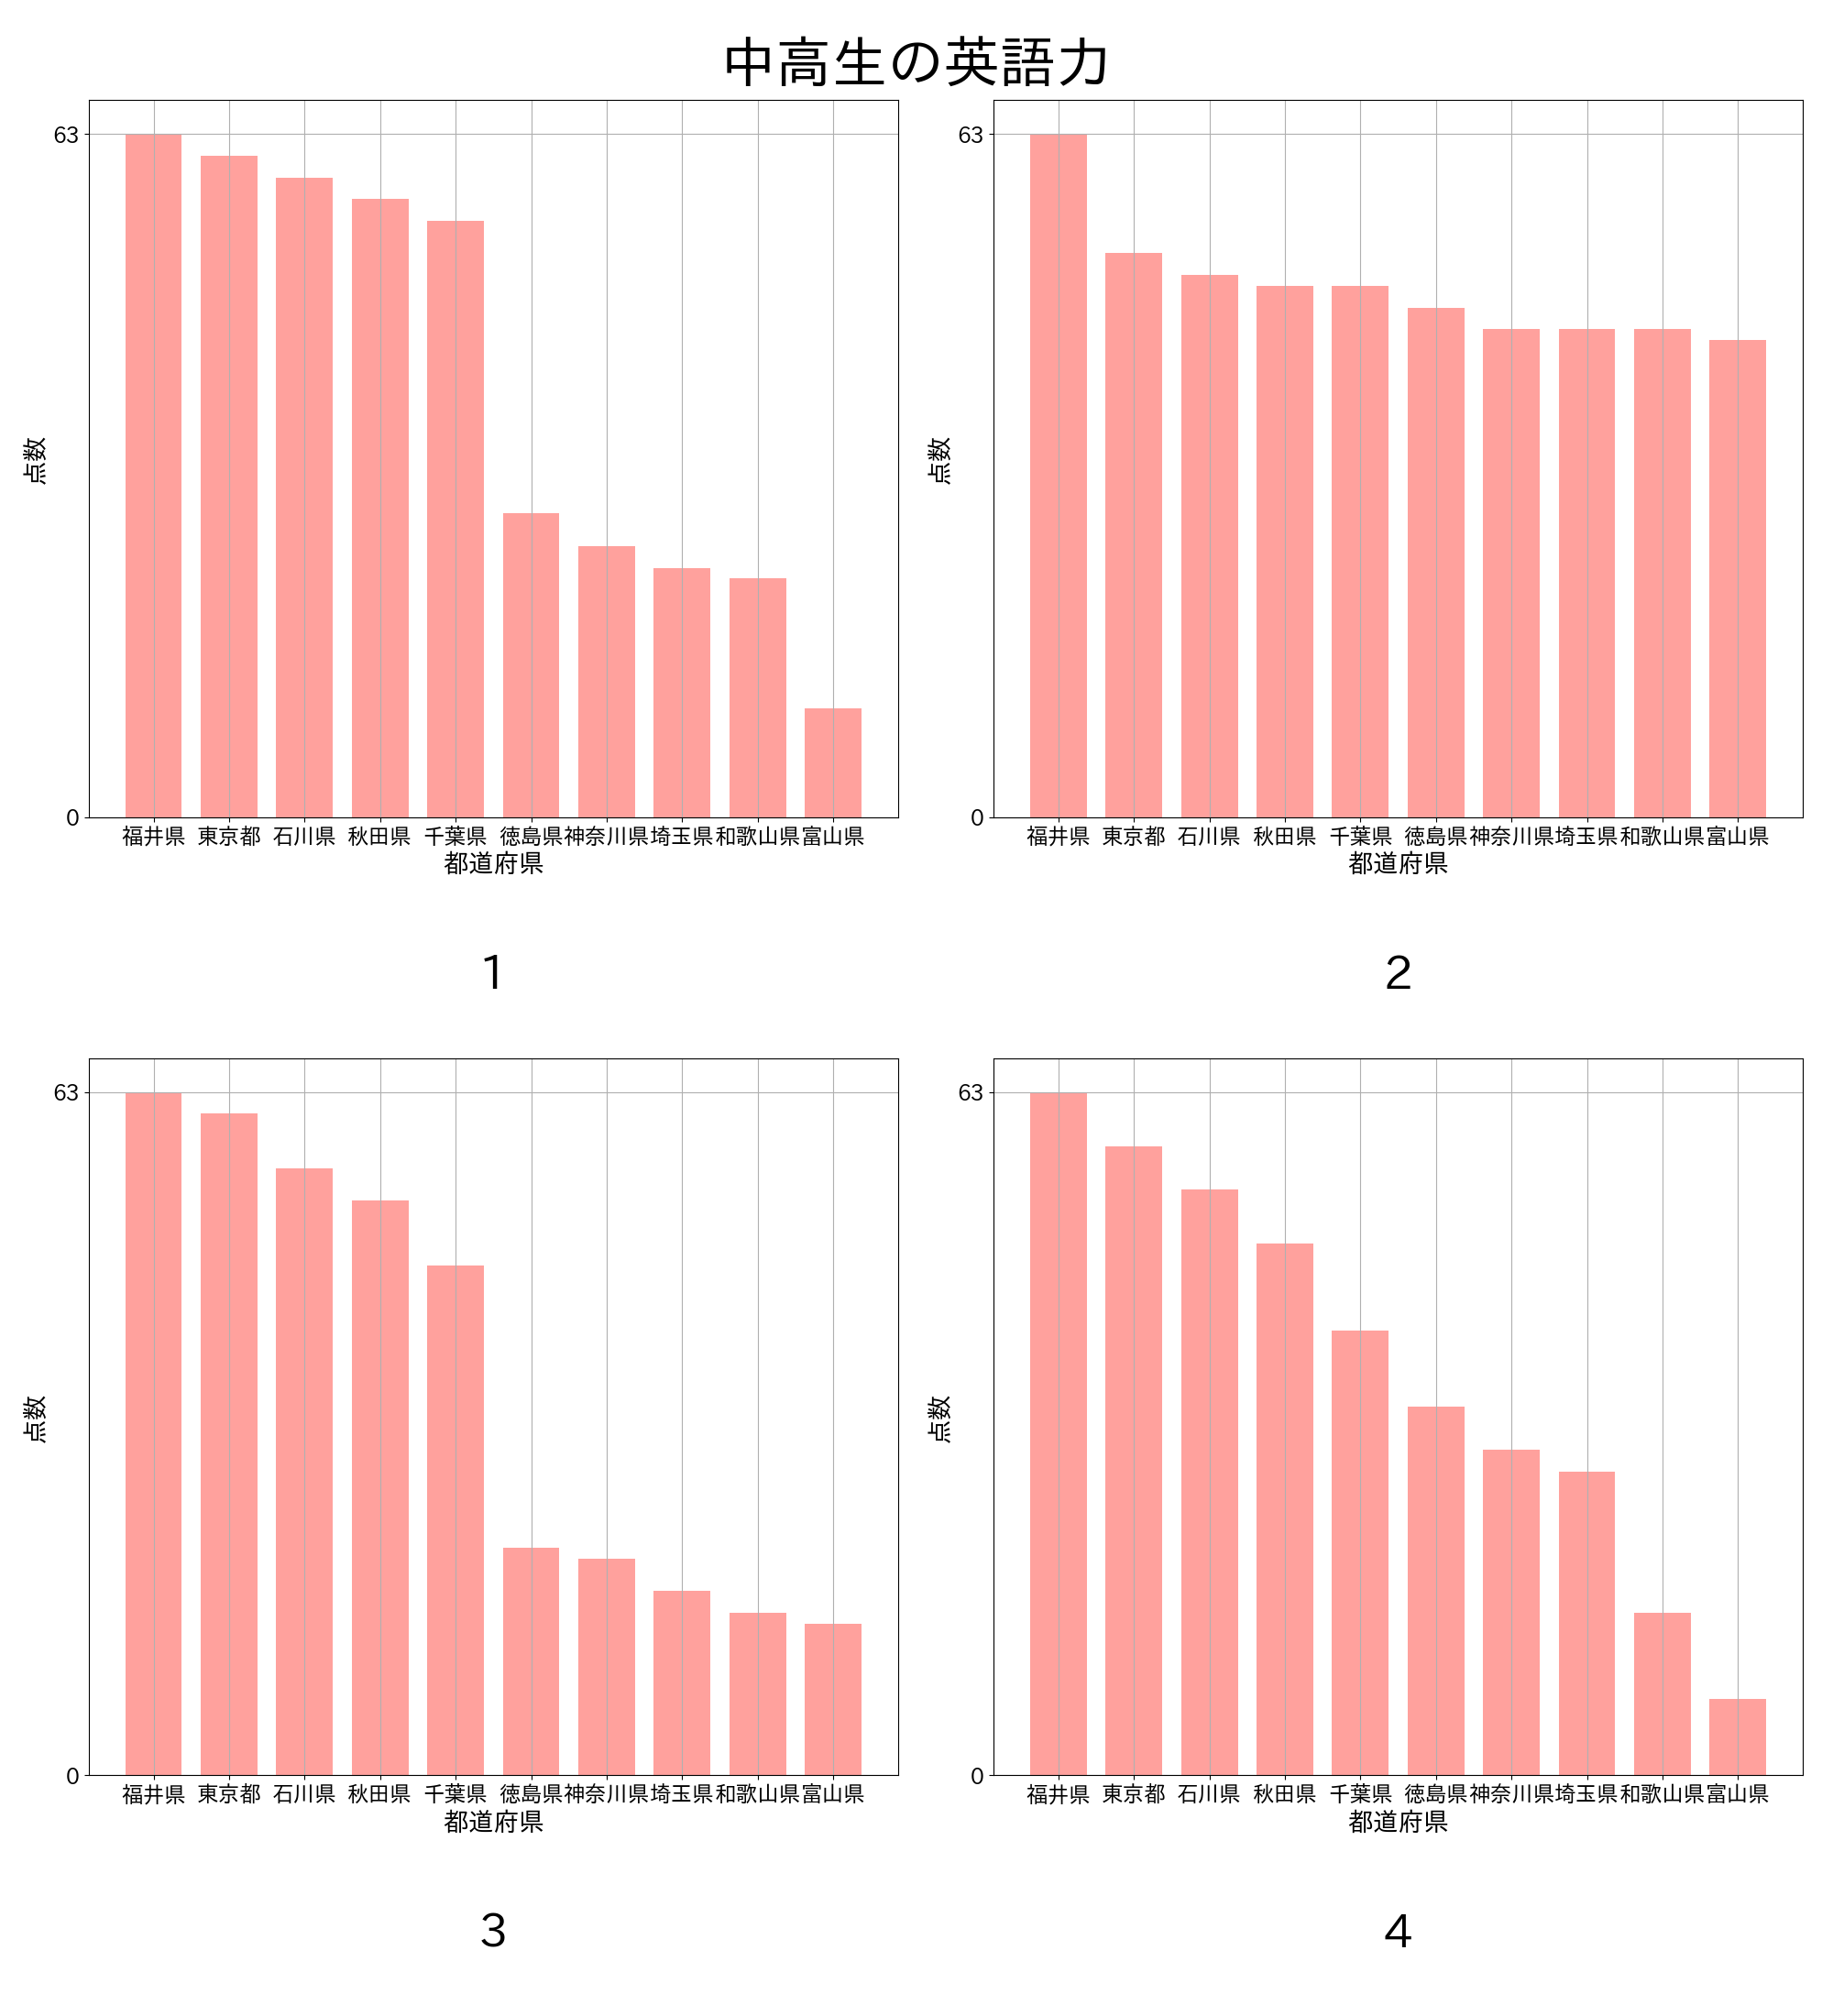 中高生の英語力
63
0
点数
福井県 東京都 石川県 秋田県 千葉県 徳島県 神奈川県 埼玉県 和歌山県 富山県
都道府県
1
63
0
点数
福井県 東京都 石川県 秋田県 千葉県 徳島県 神奈川県 埼玉県 和歌山県 富山県
都道府県
2
63
0
点数
福井県 東京都 石川県 秋田県 千葉県 徳島県 神奈川県 埼玉県 和歌山県 富山県
都道府県
3
63
0
点数
福井県 東京都 石川県 秋田県 千葉県 徳島県 神奈川県 埼玉県 和歌山県 富山県
都道府県
4